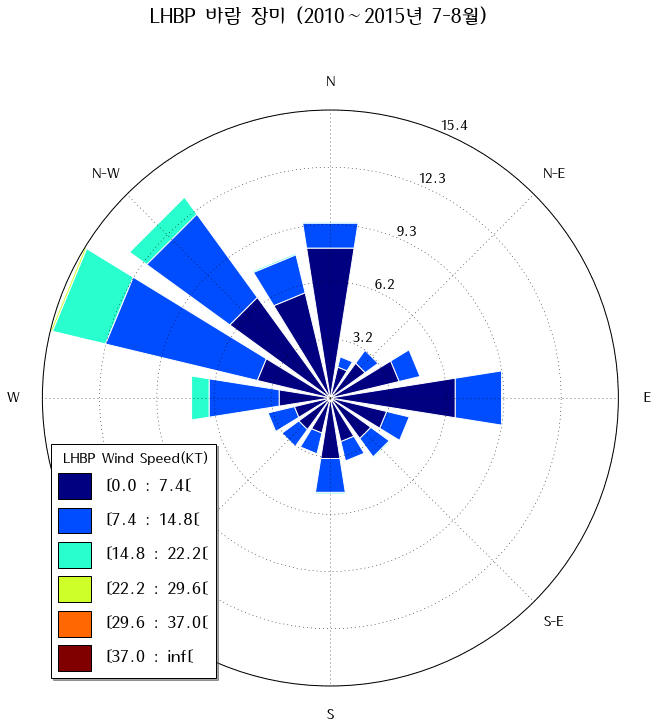 LHBP 바람 장미 (2010~2015년 7-8월)
N
15.4
N-W
12.3
N-E
9.3
6.2
3.2
W
E
LHBP Wind Speed(KT)
[0.0 : 7.4[
[7.4 : 14.8[
[14.8 : 22.2[
[22.2 : 29.6[
[29.6 : 37.0[
[37.0 : inf[
S-E
S